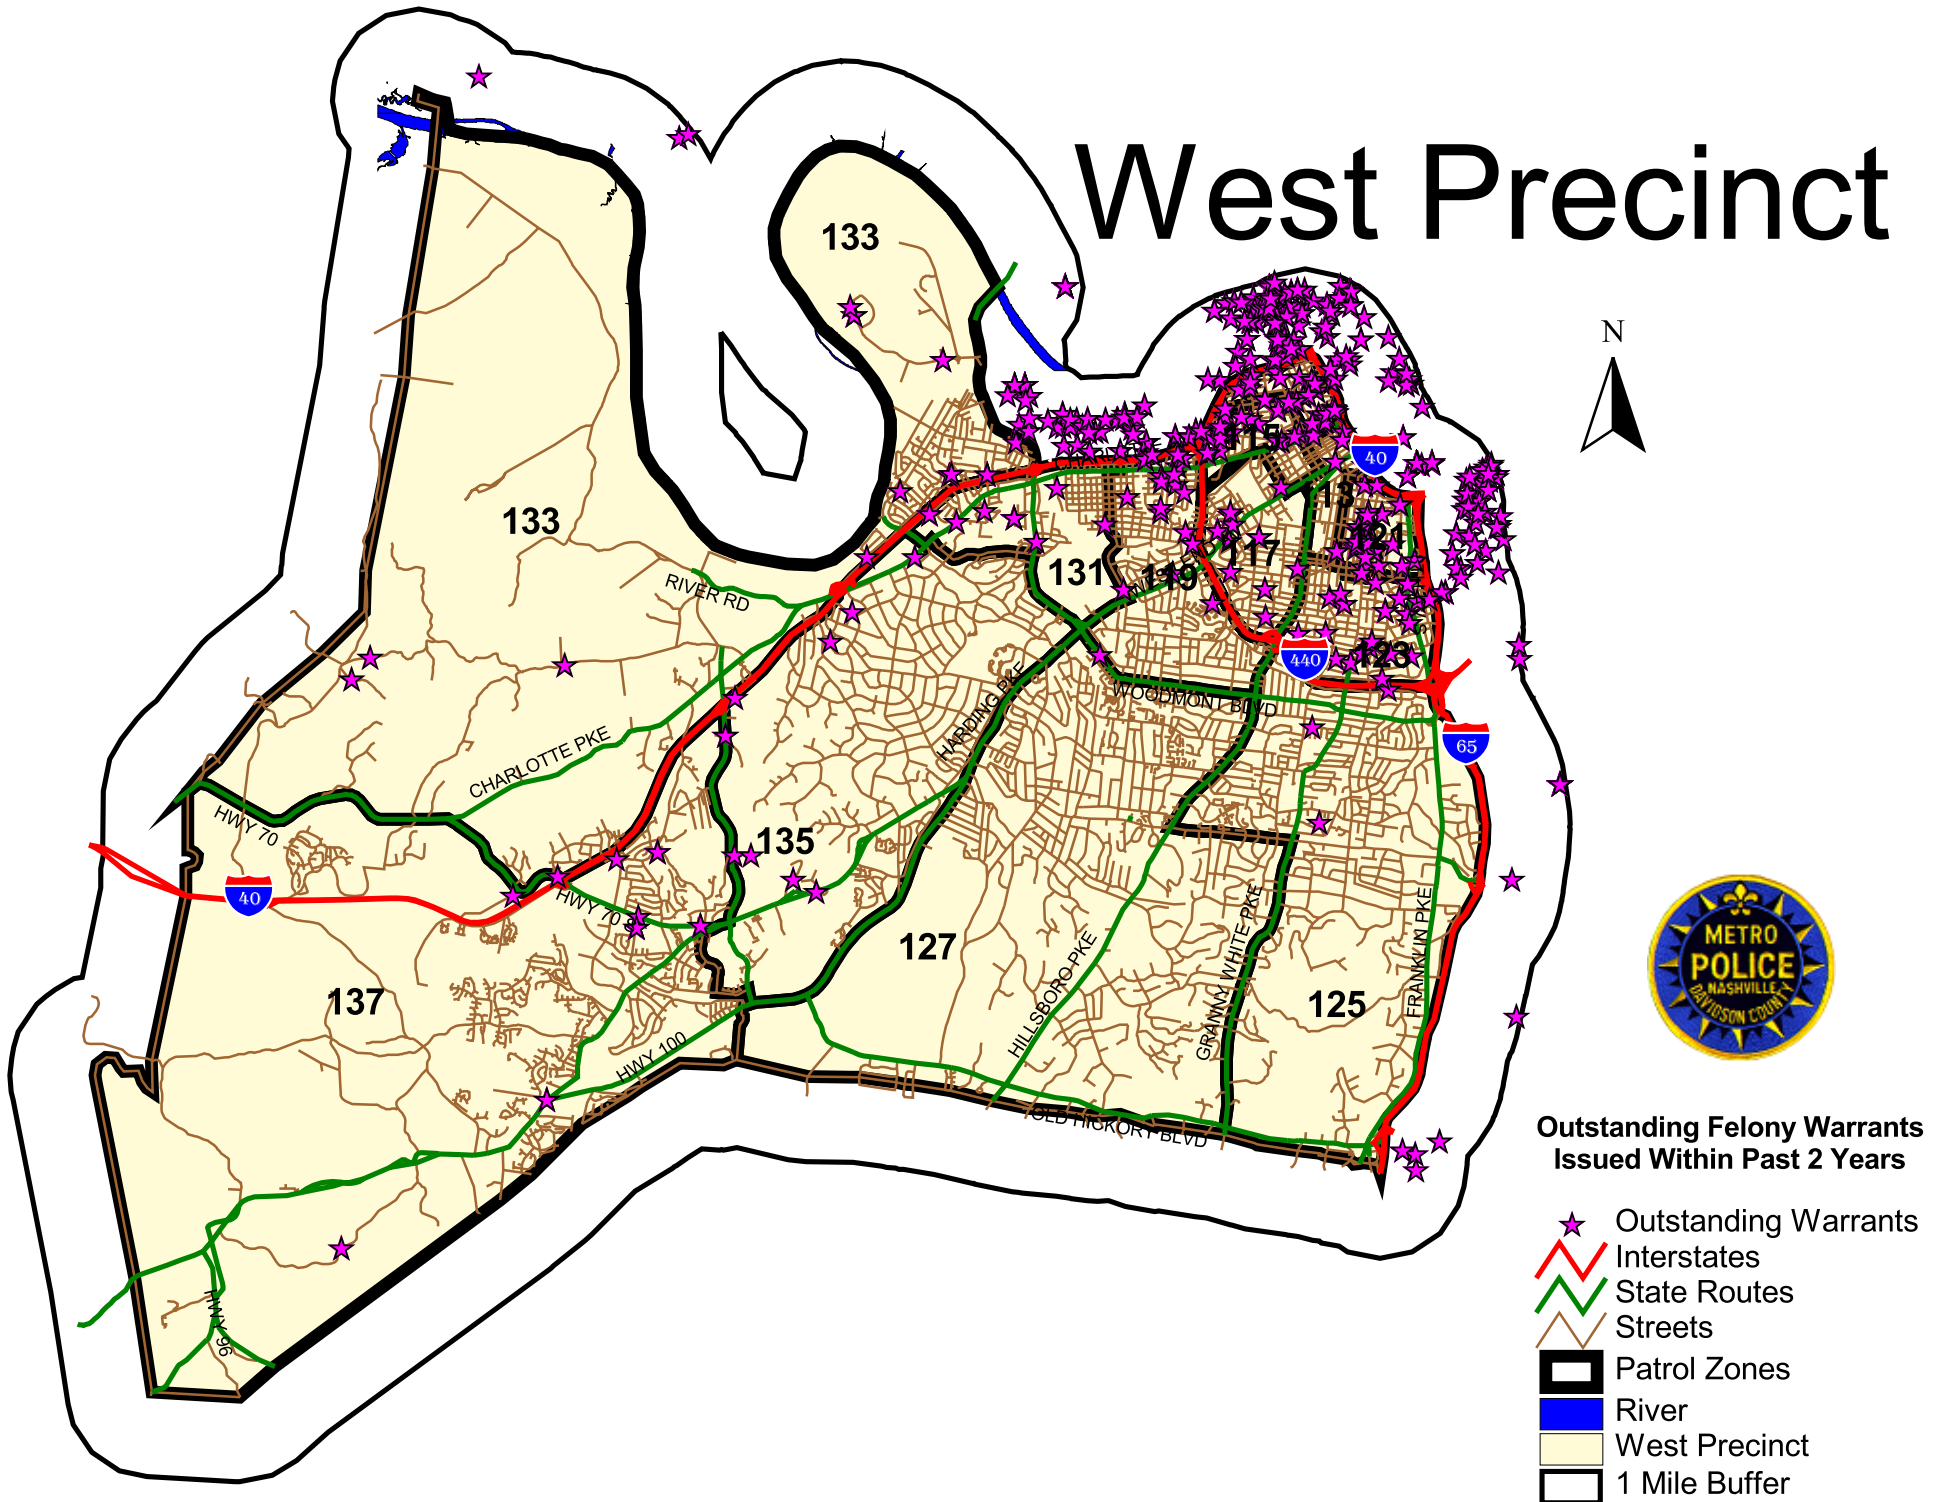 West Precinct
133
N
115
40
133
113
121
117
131
119
RIVER RD
123
440
HARDING PKE
WOODMONT BLVD
65
CHARLOTTE PKE
HWY 70
135
40
HWY 70 S
127
METRO
POLICE
NASHVILLE
DAVIDSON COUNTY
137
HILLSBORO PKE
GRANNY WHITE PKE
FRANKLIN PKE
125
HWY 100
OLD HICKORY BLVD
HWY 96
Outstanding Felony Warrants
Issued Within Past 2 Years
Outstanding Warrants
Interstates
State Routes
Streets
Patrol Zones
River
West Precinct
1 Mile Buffer